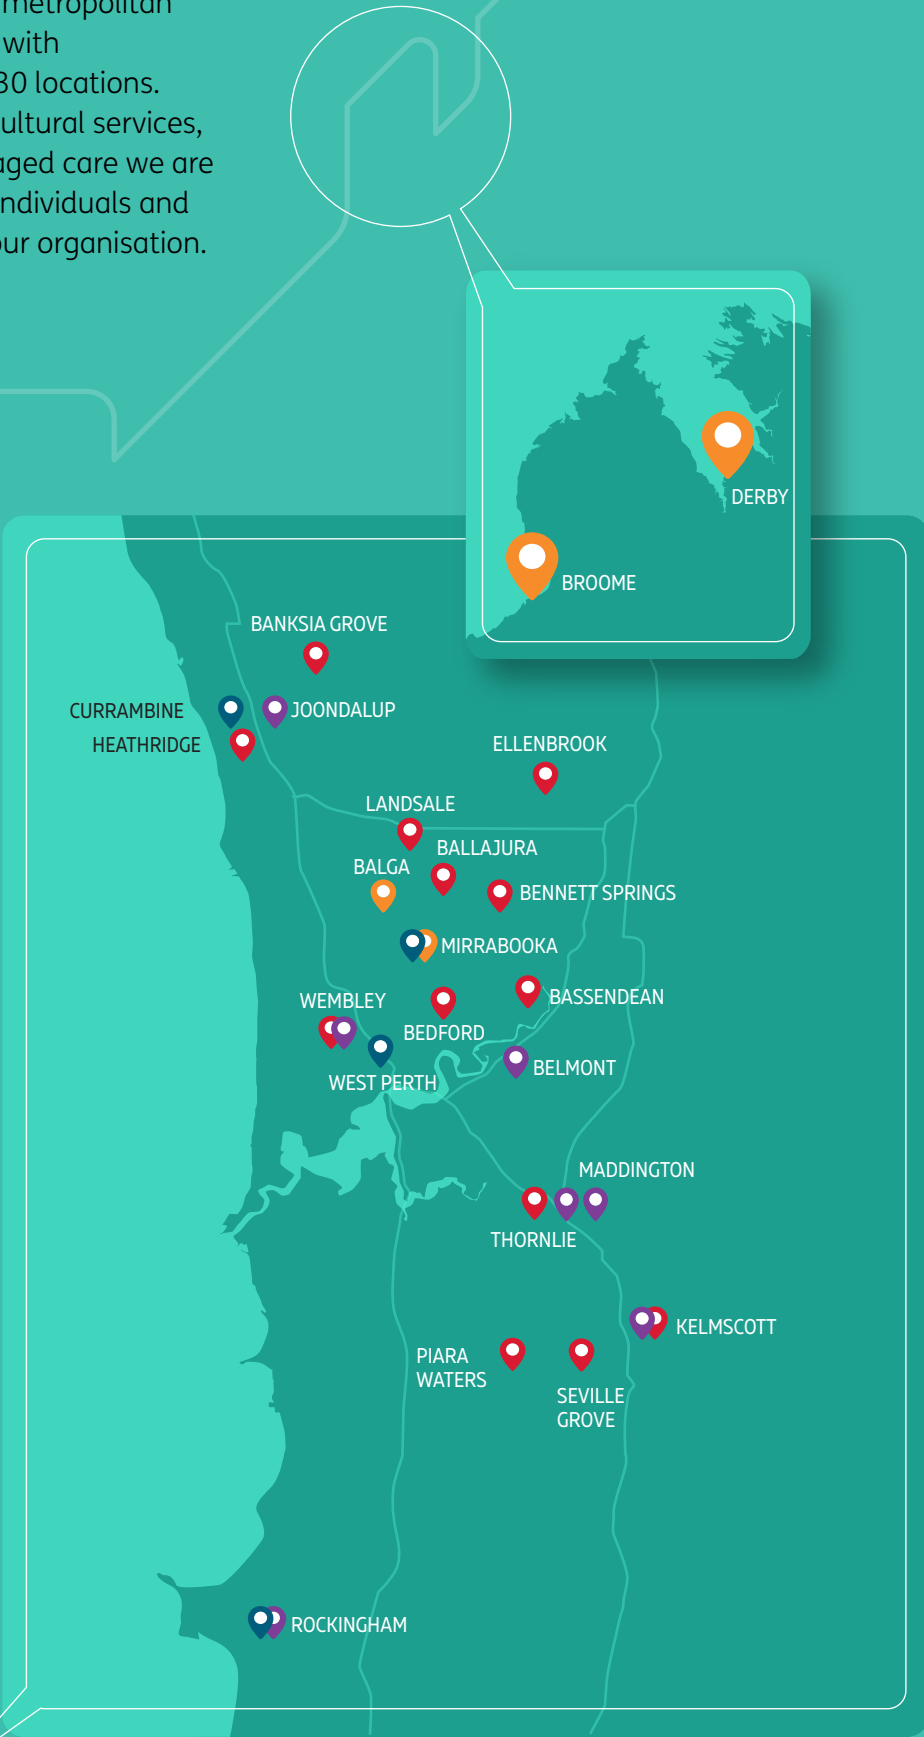 metropolitan
with
30 locations.
ultural services,
aged care we are
ndividuals and
our organisation.
DERBY
BROOME
BANKSIA GROVE
CURRAMBINE
JOONDALUP
HEATHRIDGE
ELLENBROOK
LANDSALE
BALLAJURA
BALGA
BENNETT SPRINGS
MIRRABOOKA
BASSENDEAN
WEMBLEY
BEDFORD
BELMONT
WEST PERTH
MADDINGTON
THORNLIE
KELMSCOTT
PIARA
WATERS
SEVILLE
GROVE
ROCKINGHAM